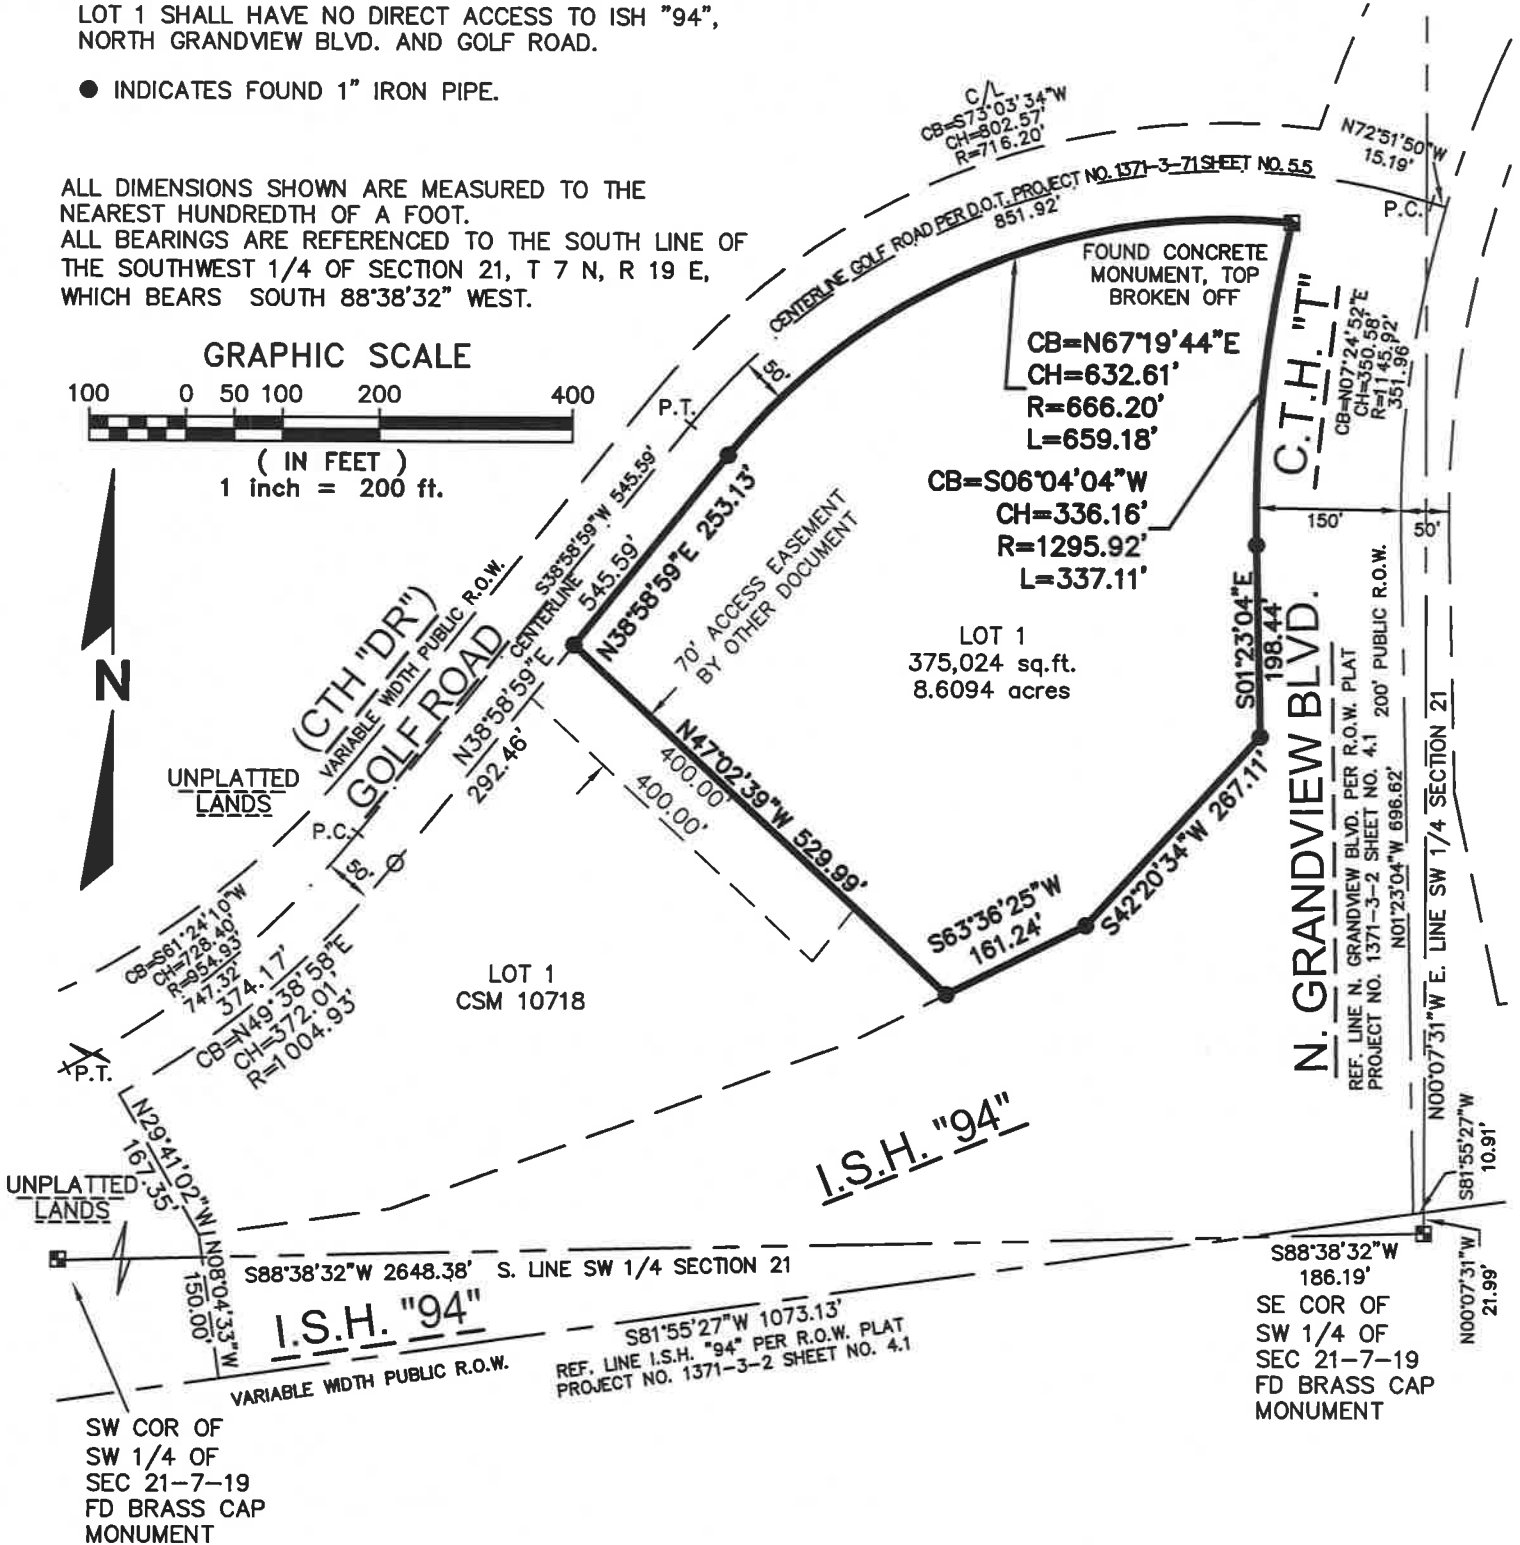 LOT 1 SHALL HAVE NO DIRECT ACCESS TO ISH "94",
NORTH GRANDVIEW BLVD. AND GOLF ROAD.
INDICATES FOUND 1" IRON PIPE.
ALL DIMENSIONS SHOWN ARE MEASURED TO THE
NEAREST HUNDREDTH OF A FOOT.
ALL BEARINGS ARE REFERENCED TO THE SOUTH LINE OF
THE SOUTHWEST 1/4 OF SECTION 21, T 7 N, R 19 E,
WHICH BEARS SOUTH 88°38'32" WEST.
GRAPHIC SCALE
100 0 50 100 200 400
( IN FEET )
1 inch = 200 ft.
N
C/L
CB=S73°03'34"W
CH=802.57'
R=716.20'
CENTERLINE GOLF ROAD PER D.O.T. PROJECT NO. 1371-3-71 SHEET NO. 5.5
851.92'
N72°51'50"W
15.19'
P.C.
FOUND CONCRETE
MONUMENT, TOP
BROKEN OFF
CB=N67°19'44"E
CH=632.61'
R=666.20'
L=659.18'
C.T.H. "T"
CB=N07°24'52"E
CH=350.58'
R=1145.92'
351.96'
50'
P.T.
CB=S06°04'04"W
CH=336.16'
R=1295.92'
L=337.11'
150'
50'
S38°58'59"W 545.59'
CENTERLINE
545.59'
N38°58'59"E 253.13'
70' ACCESS EASEMENT
BY OTHER DOCUMENT
LOT 1
375,024 sq.ft.
8.6094 acres
S01°23'04"E
198.44'
(CTH "DR")
VARIABLE WIDTH PUBLIC R.O.W.
GOLF ROAD
N38°58'59"E
292.46'
UNPLATTED
LANDS
P.C.
50'
N47°02'39"W 529.99'
400.00'
400.00'
S42°20'34"W 267.11'
S63°36'25"W
161.24'
N. GRANDVIEW BLVD.
REF. LINE N. GRANDVIEW BLVD. PER R.O.W. PLAT
PROJECT NO. 1371-3-2 SHEET NO. 4.1 200' PUBLIC R.O.W.
N01°23'04"W 696.62'
N00°07'31"W E. LINE SW 1/4 SECTION 21
CB=S61°24'10"W
CH=728.40'
R=954.93'
747.32'
374.17'
CB=N49°38'58"E
CH=372.01'
R=1004.93'
LOT 1
CSM 10718
P.T.
N29°41'02"W
167.35'
UNPLATTED
LANDS
I.S.H. "94"
S81°55'27"W
10.91'
N08°04'33"W
150.00'
S88°38'32"W 2648.38' S. LINE SW 1/4 SECTION 21
S88°38'32"W
186.19'
N00°07'31"W
21.99'
I.S.H. "94"
VARIABLE WIDTH PUBLIC R.O.W.
S81°55'27"W 1073.13'
REF. LINE I.S.H. "94" PER R.O.W. PLAT
PROJECT NO. 1371-3-2 SHEET NO. 4.1
SE COR OF
SW 1/4 OF
SEC 21-7-19
FD BRASS CAP
MONUMENT
SW COR OF
SW 1/4 OF
SEC 21-7-19
FD BRASS CAP
MONUMENT